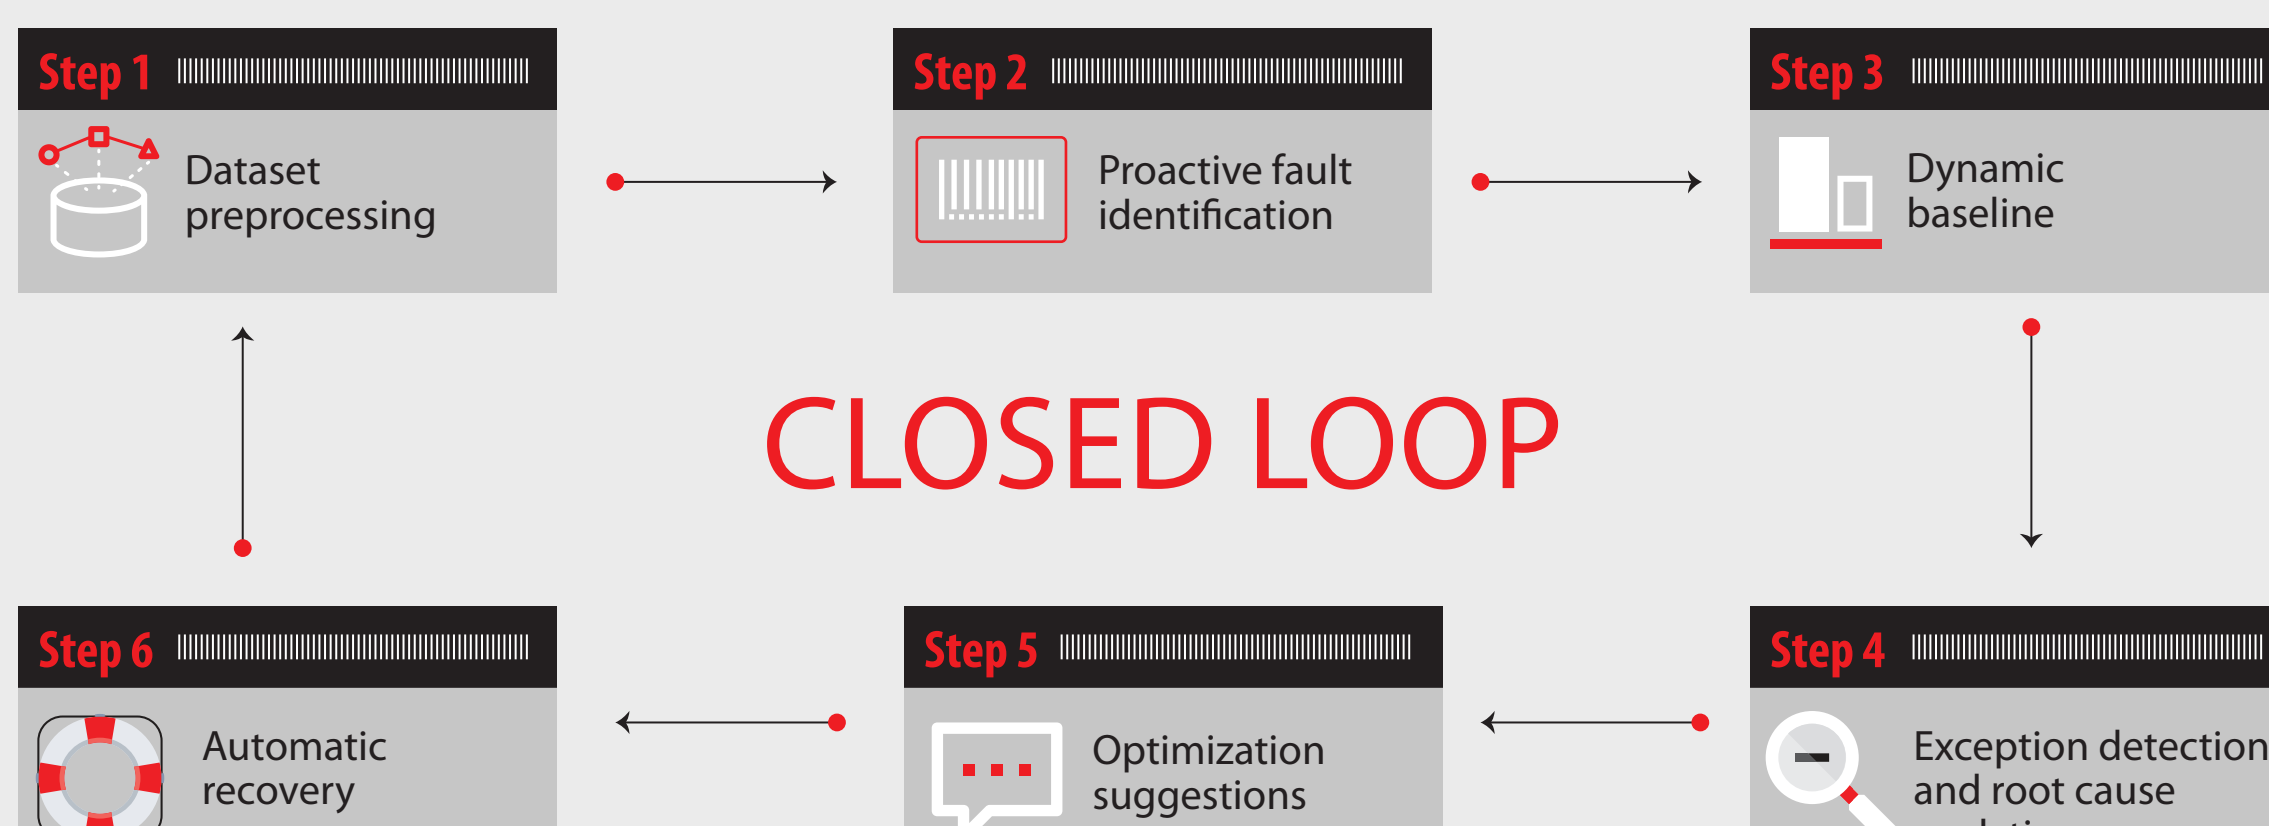 Step 1
Dataset
preprocessing
Step 2
Proactive fault
identification
Step 3
Dynamic
baseline
CLOSED LOOP
Step 6
Automatic
recovery
Step 5
Optimization
suggestions
Step 4
Exception detection
and root cause